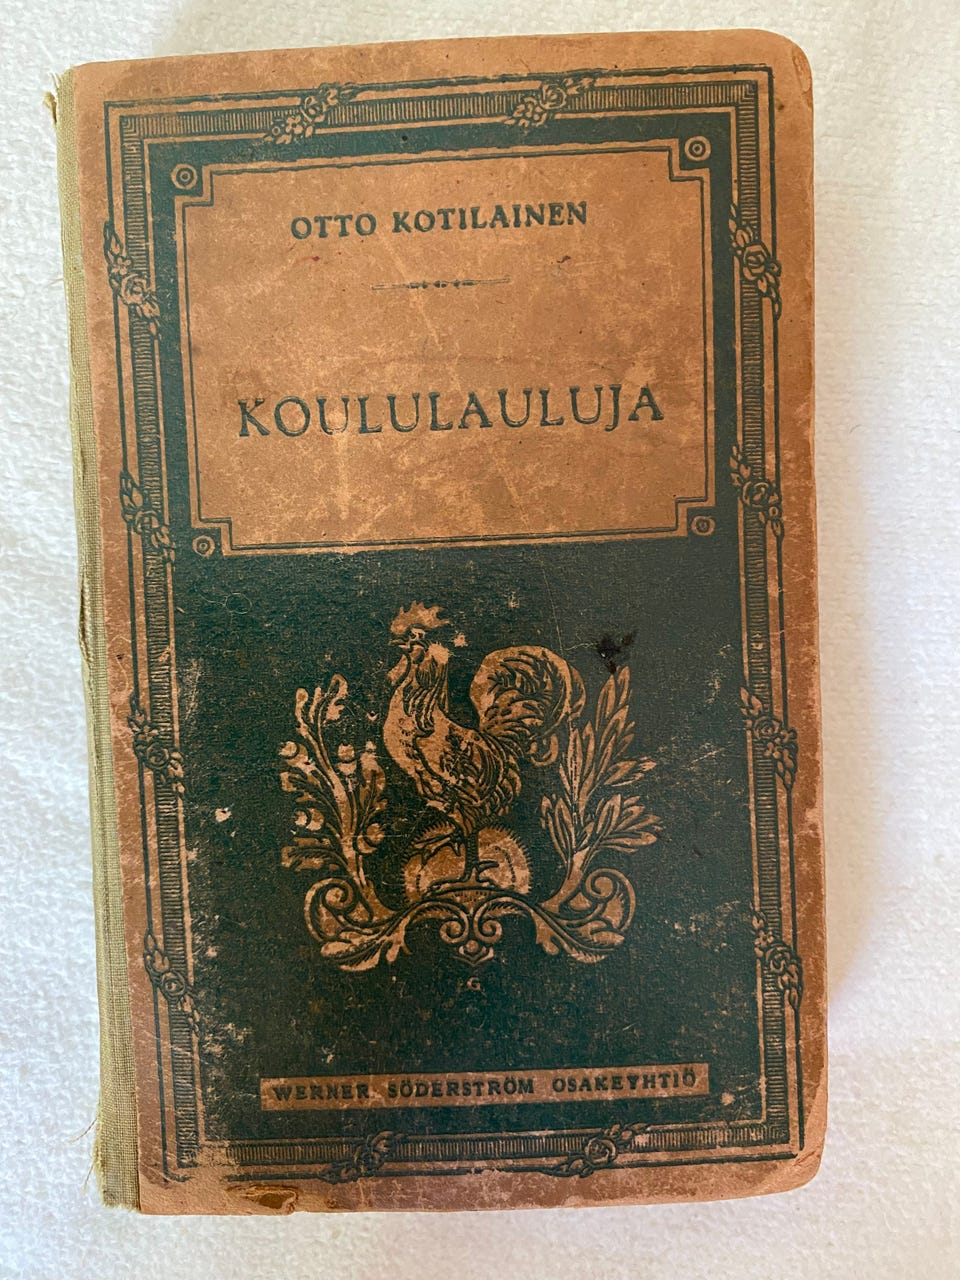 OTTO KOTILAINEN
KOULULAULUJA
G
WERNER SÖDERSTRÖM OSAKEYHTIÖ